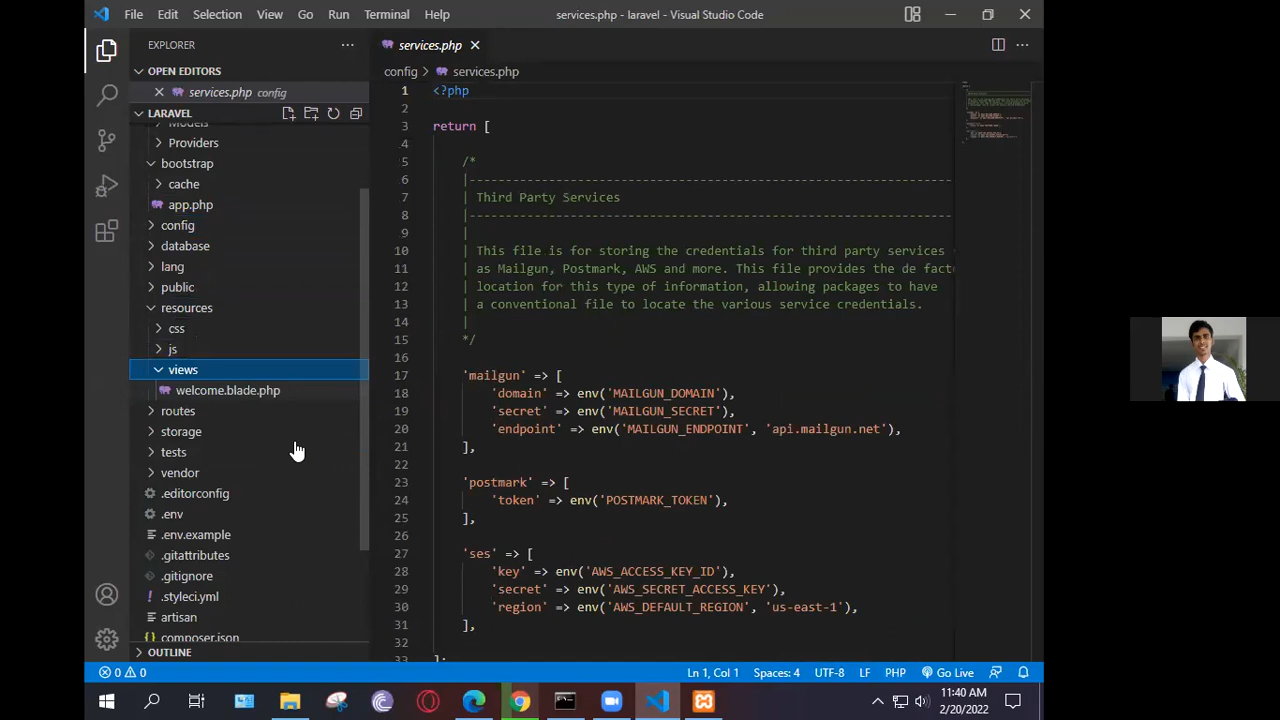 File Edit Selection View Go Run Terminal Help
services.php - laravel - Visual Studio Code
EXPLORER
OPEN EDITORS
services.php config
LARAVEL
Models
Providers
bootstrap
cache
app.php
config
database
lang
public
resources
css
js
views
welcome.blade.php
routes
storage
tests
vendor
.editorconfig
.env
.env.example
.gitattributes
.gitignore
.styleci.yml
artisan
composer.json
OUTLINE
services.php
config > services.php
1 <?php
2
3 return [
4
5 /*
6 |--------------------------------------------------------------------------
7 | Third Party Services
8 |--------------------------------------------------------------------------
9 |
10 | This file is for storing the credentials for third party services
11 | as Mailgun, Postmark, AWS and more. This file provides the de fact
12 | location for this type of information, allowing packages to have
13 | a conventional file to locate the various service credentials.
14 |
15 */
16
17 'mailgun' => [
18 'domain' => env('MAILGUN_DOMAIN'),
19 'secret' => env('MAILGUN_SECRET'),
20 'endpoint' => env('MAILGUN_ENDPOINT', 'api.mailgun.net'),
21 ],
22
23 'postmark' => [
24 'token' => env('POSTMARK_TOKEN'),
25 ],
26
27 'ses' => [
28 'key' => env('AWS_ACCESS_KEY_ID'),
29 'secret' => env('AWS_SECRET_ACCESS_KEY'),
30 'region' => env('AWS_DEFAULT_REGION', 'us-east-1'),
31 ],
32
33 ];
0 0
Ln 1, Col 1 Spaces: 4 UTF-8 LF PHP Go Live
11:40 AM
2/20/2022